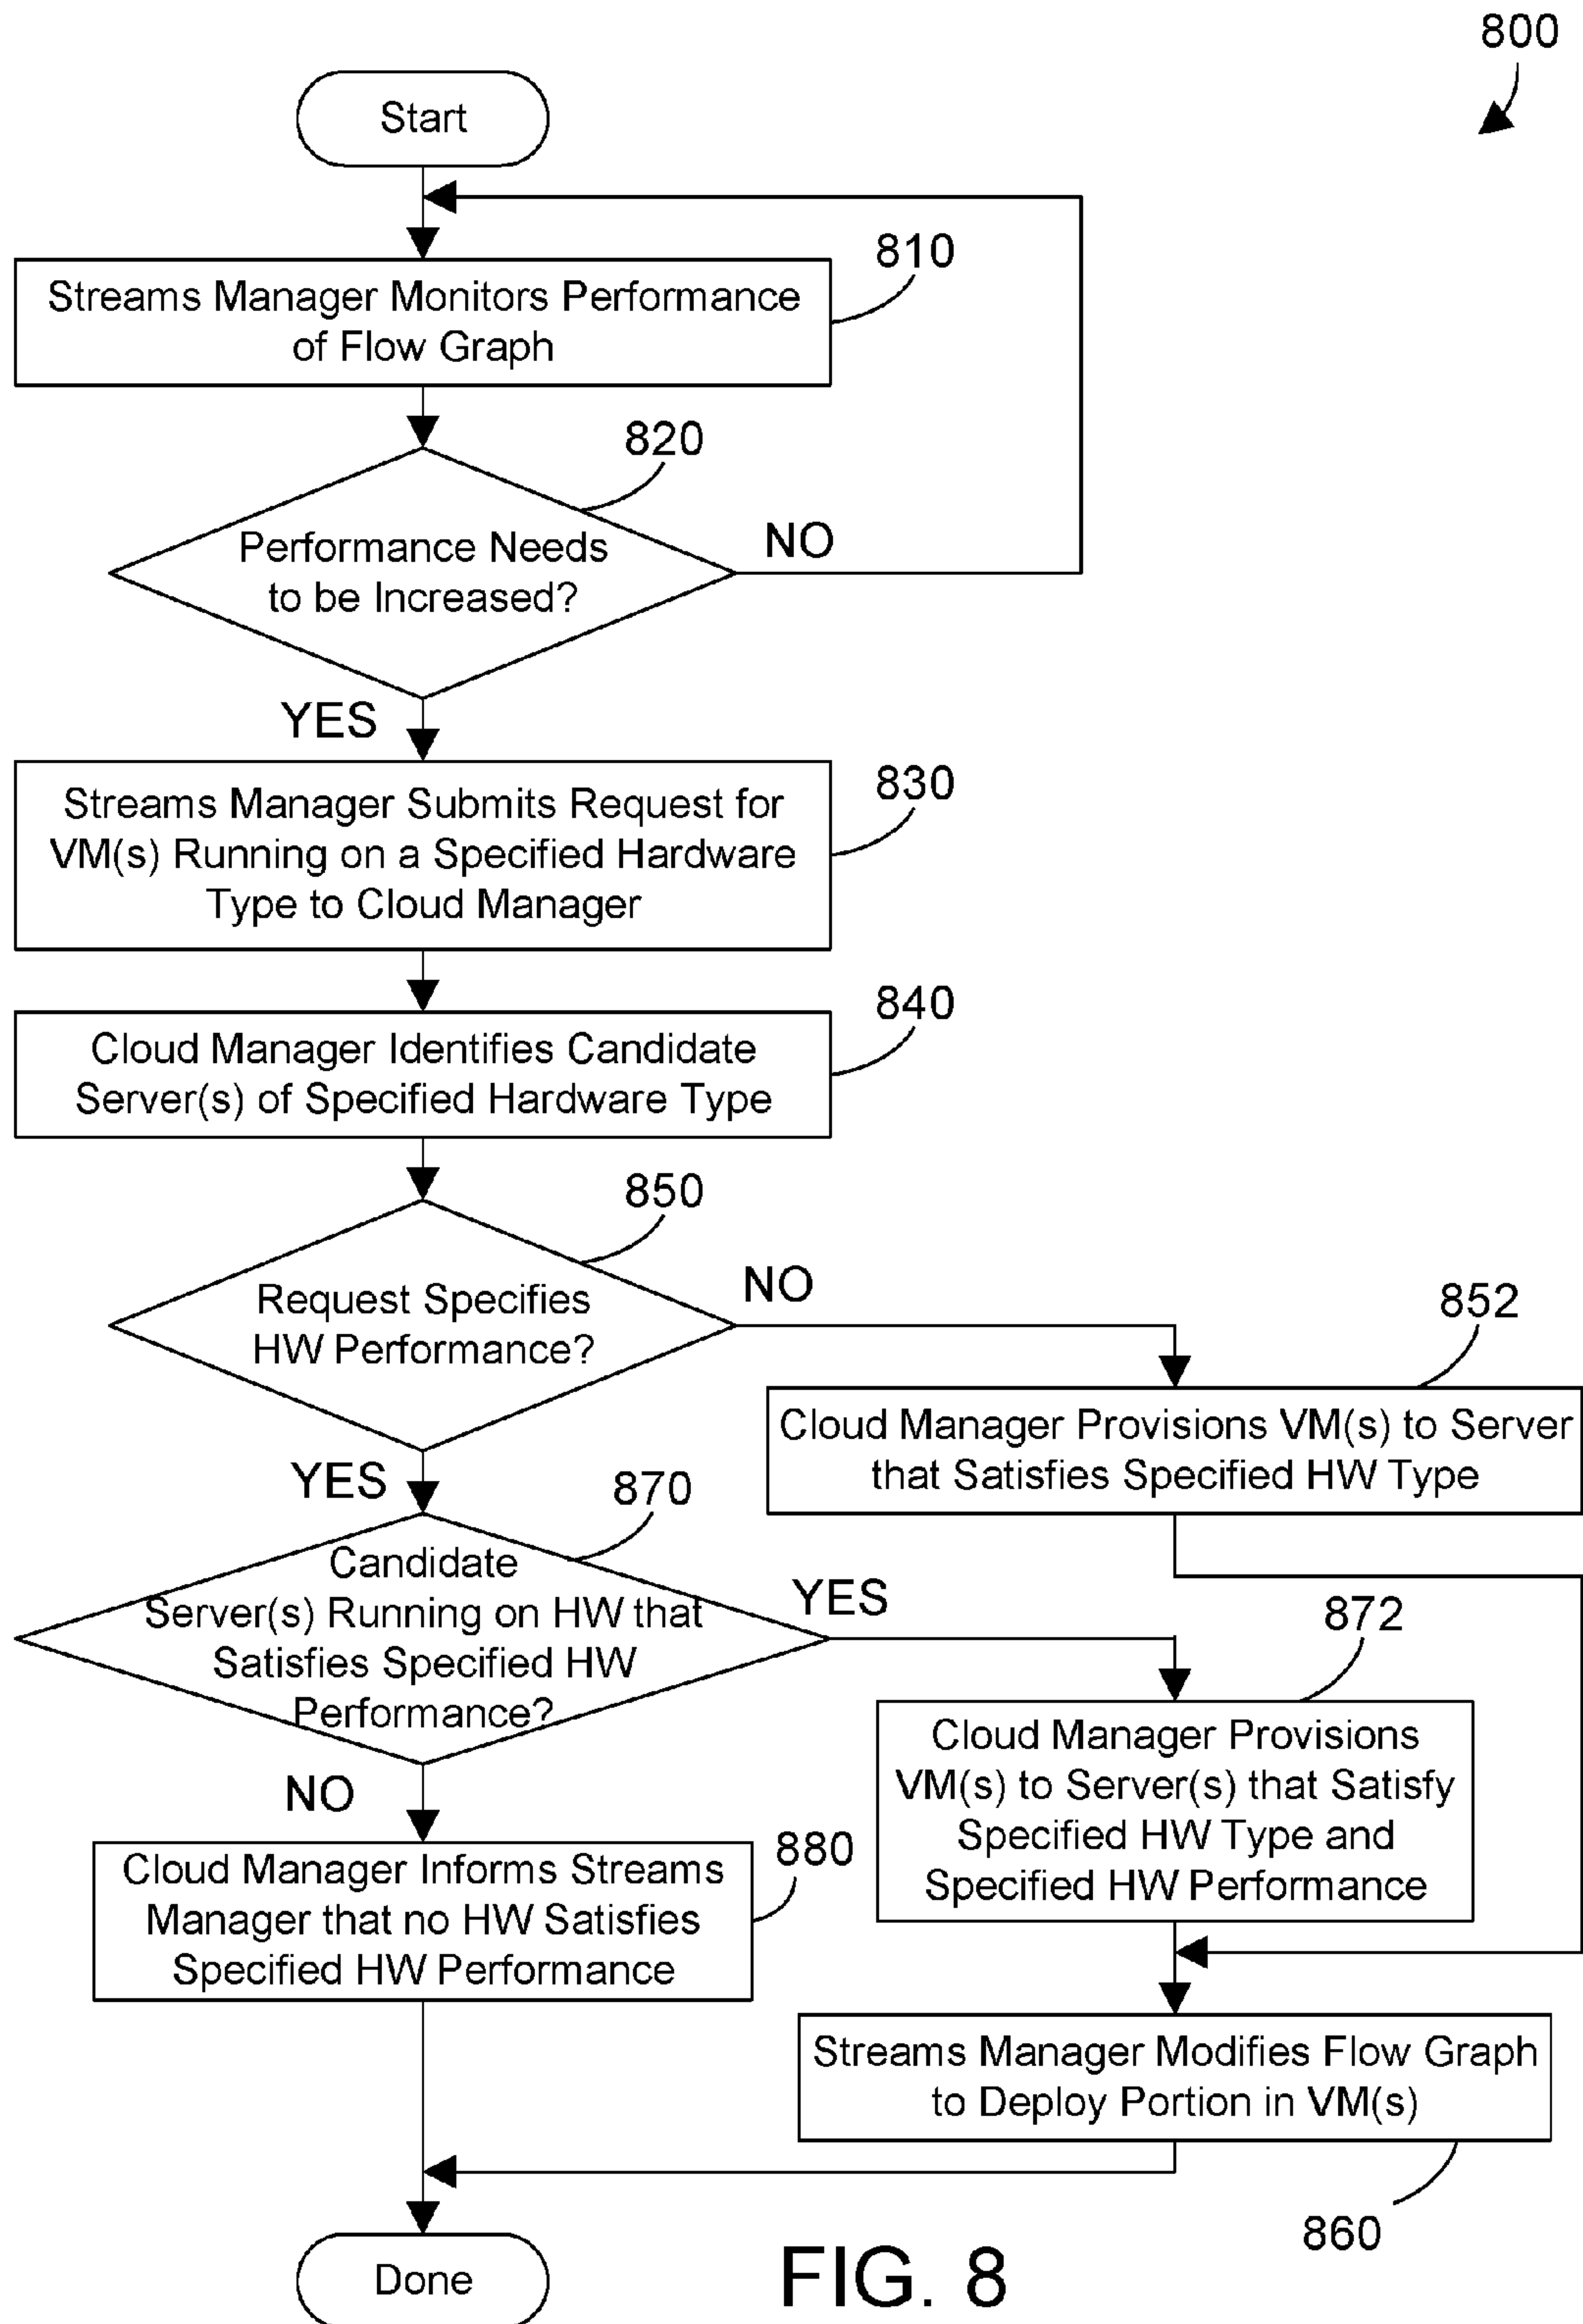 800
Start
810
Streams Manager Monitors Performance
of Flow Graph
820
Performance Needs
to be Increased?
NO
YES
830
Streams Manager Submits Request for
VM(s) Running on a Specified Hardware
Type to Cloud Manager
840
Cloud Manager Identifies Candidate
Server(s) of Specified Hardware Type
850
Request Specifies
HW Performance?
NO
852
Cloud Manager Provisions VM(s) to Server
that Satisfies Specified HW Type
YES
870
Candidate
Server(s) Running on HW that
Satisfies Specified HW
Performance?
YES
872
Cloud Manager Provisions
VM(s) to Server(s) that Satisfy
Specified HW Type and
Specified HW Performance
NO
880
Cloud Manager Informs Streams
Manager that no HW Satisfies
Specified HW Performance
Streams Manager Modifies Flow Graph
to Deploy Portion in VM(s)
860
Done
FIG. 8